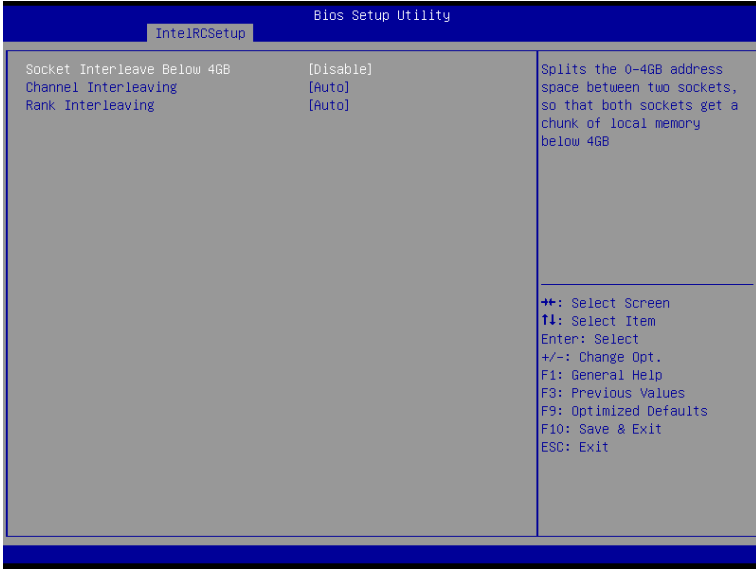 Bios Setup Utility
IntelRCSetup
Socket Interleave Below 4GB [Disable]
Channel Interleaving [Auto]
Rank Interleaving [Auto]
Splits the 0-4GB address
space between two sockets,
so that both sockets get a
chunk of local memory
below 4GB
→←: Select Screen
↑↓: Select Item
Enter: Select
+/-: Change Opt.
F1: General Help
F3: Previous Values
F9: Optimized Defaults
F10: Save & Exit
ESC: Exit